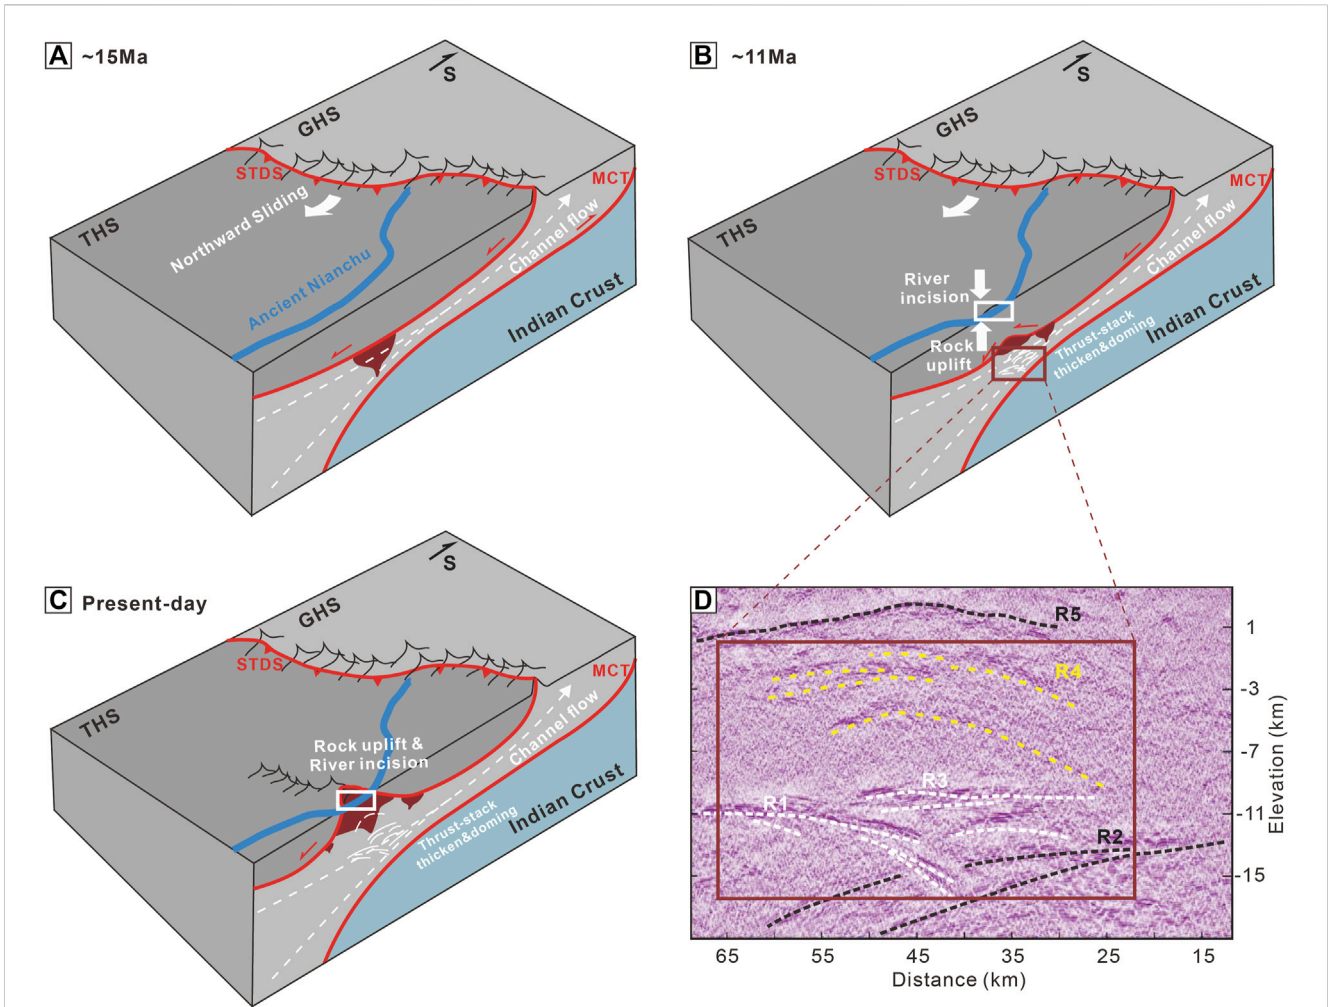 A ~15Ma
S
GHS
STDS
MCT
THS
Northward Sliding
Channel flow
Ancient Nianchu
Indian Crust
B ~11Ma
S
GHS
STDS
MCT
THS
Channel flow
River
incision
Rock
uplift
Thrust-stack
thicken&doming
Indian Crust
C Present-day
S
GHS
STDS
MCT
THS
Rock uplift &
River incision
Channel flow
Thrust-stack
thicken&doming
Indian Crust
D
R5
R4
R3
R1
R2
1
-3
-7
-11
-15
Elevation (km)
65 55 45 35 25 15
Distance (km)